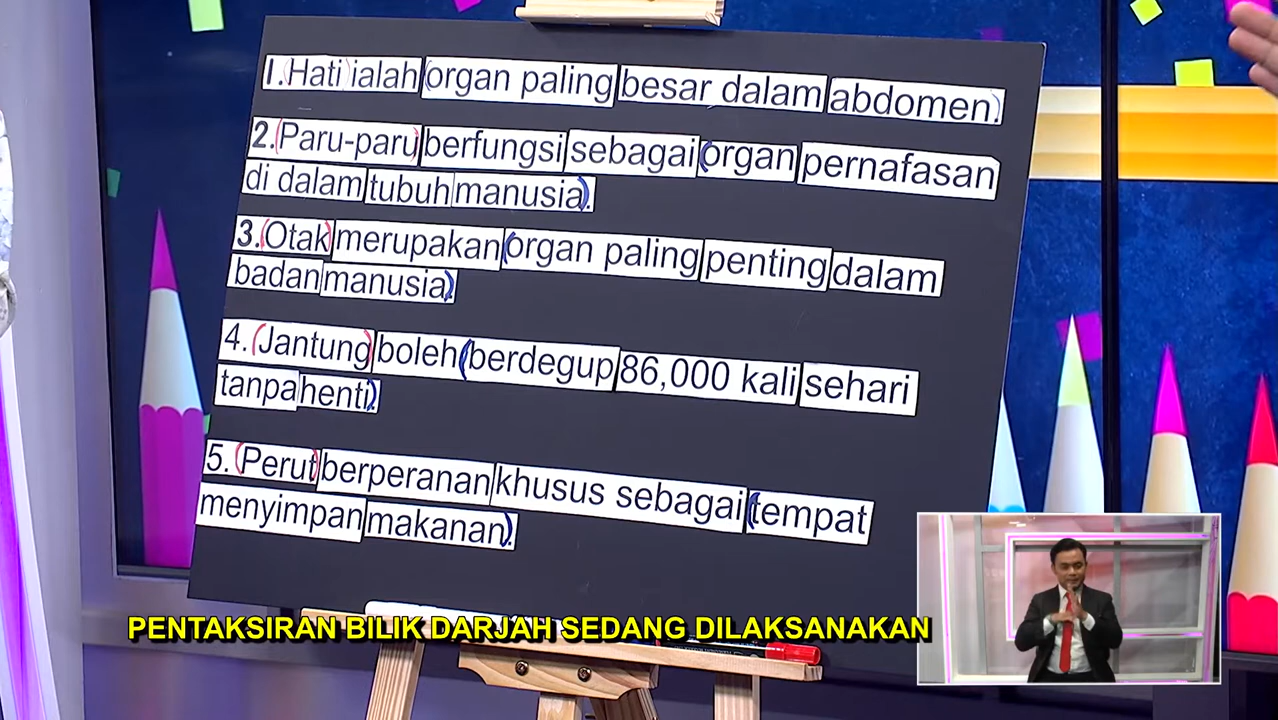 1.(Hati) ialah (organ paling besar dalam abdomen.)
2.(Paru-paru) berfungsi sebagai (organ pernafasan
di dalam tubuh manusia).
3.(Otak) merupakan (organ paling penting dalam
badan manusia).
4. (Jantung) boleh (berdegup 86,000 kali sehari
tanpa henti).
5. (Perut) berperanan khusus sebagai (tempat
menyimpan makanan).
PENTAKSIRAN BILIK DARJAH SEDANG DILAKSANAKAN